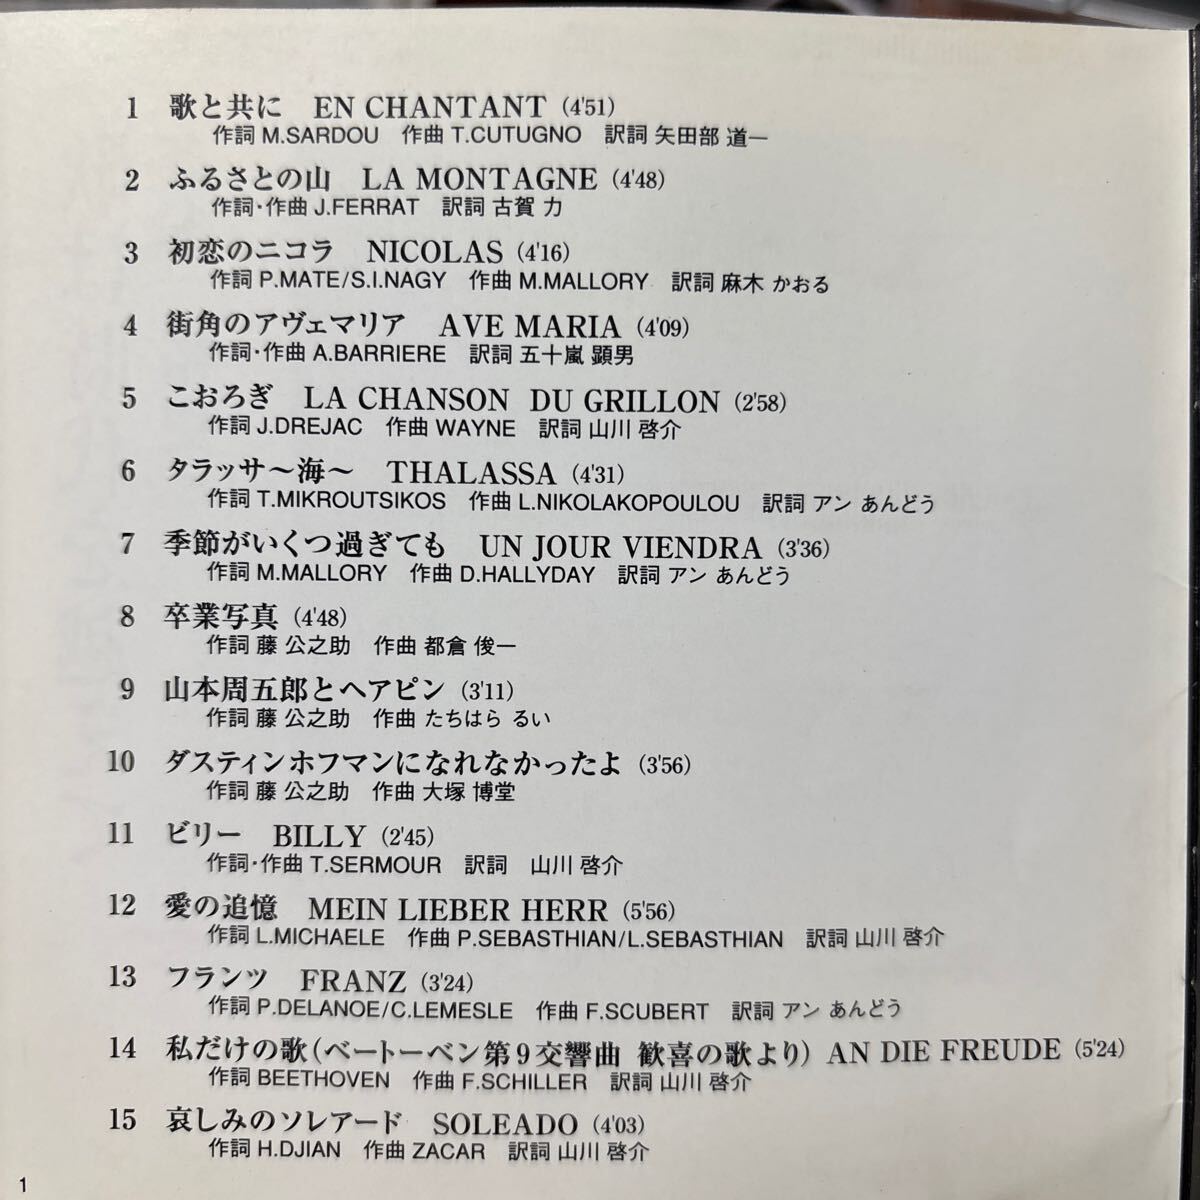 1 歌と共に EN CHANTANT (4'51)
作詞 M.SARDOU 作曲 T.CUTUGNO 訳詞 矢田部 道一
2 ふるさとの山 LA MONTAGNE (4'48)
作詞・作曲 J.FERRAT 訳詞 古賀 力
3 初恋のニコラ NICOLAS (4'16)
作詞 P.MATE/S.I.NAGY 作曲 M.MALLORY 訳詞 麻木 かおる
4 街角のアヴェマリア AVE MARIA (4'09)
作詞・作曲 A.BARRIERE 訳詞 五十嵐 顕男
5 こおろぎ LA CHANSON DU GRILLON (2'58)
作詞 J.DREJAC 作曲 WAYNE 訳詞 山川 啓介
6 タラッサ〜海〜 THALASSA (4'31)
作詞 T.MIKROUTSIKOS 作曲 L.NIKOLAKOPOULOU 訳詞 アン あんどう
7 季節がいくつ過ぎても UN JOUR VIENDRA (3'36)
作詞 M.MALLORY 作曲 D.HALLYDAY 訳詞 アン あんどう
8 卒業写真 (4'48)
作詞 藤 公之助 作曲 都倉 俊一
9 山本周五郎とヘアピン (3'11)
作詞 藤 公之助 作曲 たちはら るい
10 ダスティンホフマンになれなかったよ (3'56)
作詞 藤 公之助 作曲 大塚 博堂
11 ビリー BILLY (2'45)
作詞・作曲 T.SERMOUR 訳詞 山川 啓介
12 愛の追憶 MEIN LIEBER HERR (5'56)
作詞 L.MICHAELE 作曲 P.SEBASTHIAN/L.SEBASTHIAN 訳詞 山川 啓介
13 フランツ FRANZ (3'24)
作詞 P.DELANOE/C.LEMESLE 作曲 F.SCUBERT 訳詞 アン あんどう
14 私だけの歌(ベートーベン第9交響曲 歓喜の歌より) AN DIE FREUDE (5'24)
作詞 BEETHOVEN 作曲 F.SCHILLER 訳詞 山川 啓介
15 哀しみのソレアード SOLEADO (4'03)
作詞 H.DJIAN 作曲 ZACAR 訳詞 山川 啓介
1